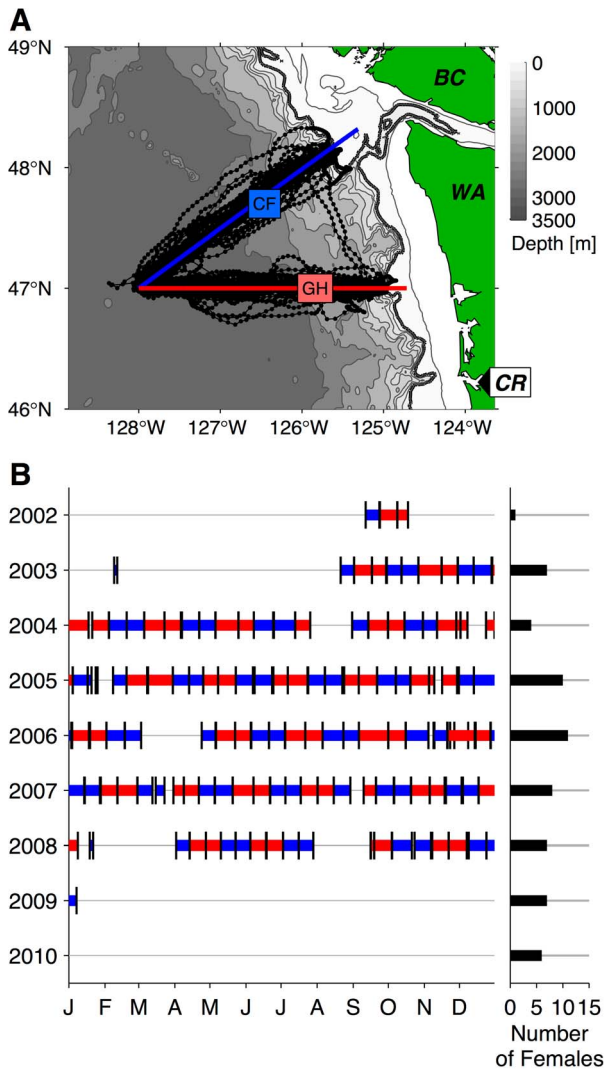 A
49°N
48°N
47°N
46°N
128°W 127°W 126°W 125°W 124°W
BC
WA
CF
GH
CR
0
1000
2000
3000
3500
Depth [m]
B
2002
2003
2004
2005
2006
2007
2008
2009
2010
J F M A M J J A S O N D
0 5 10 15
Number
of Females